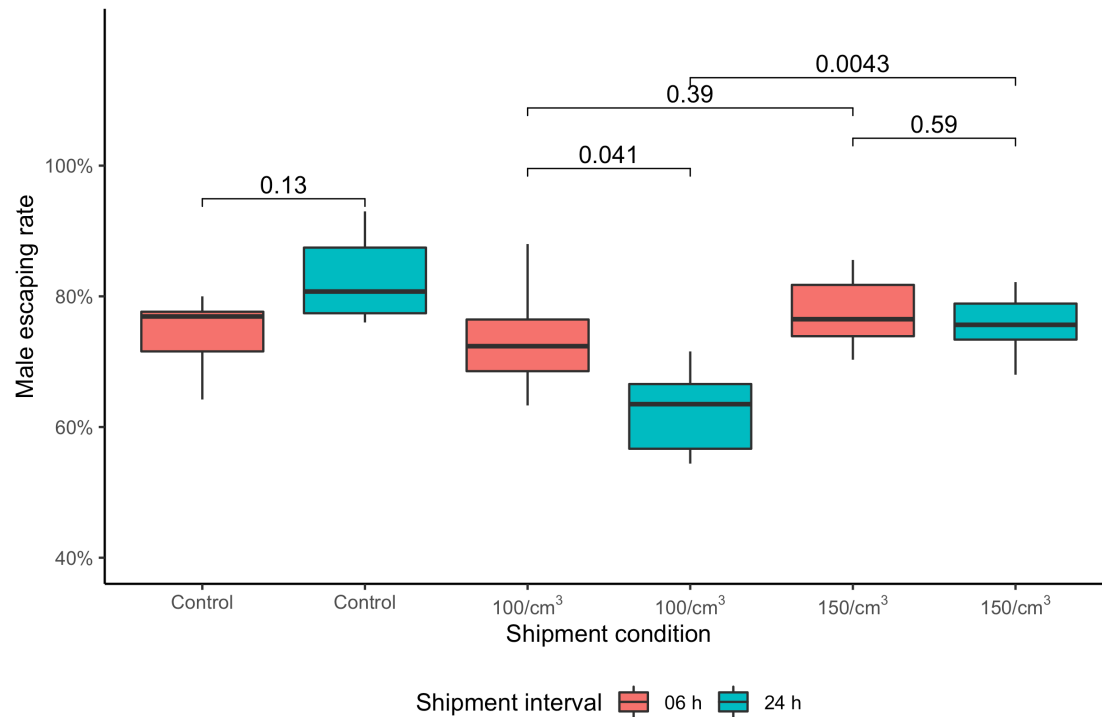 0.0043
0.39
0.59
0.041
0.13
Male escaping rate
100%
80%
60%
40%
Control Control 100/cm³ 100/cm³ 150/cm³ 150/cm³
Shipment condition
Shipment interval 06 h 24 h